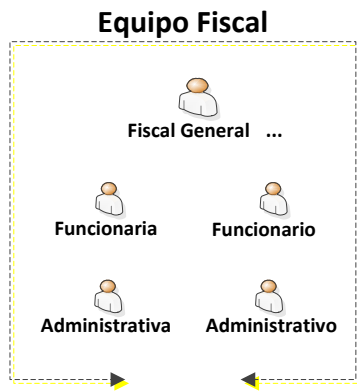 Equipo Fiscal
Fiscal General ...
Funcionaria Funcionario
Administrativa Administrativo